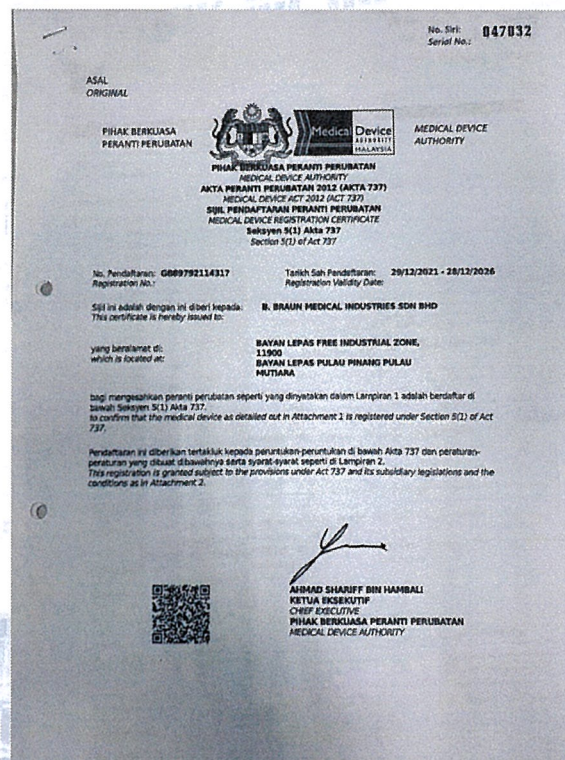 No. Siri: 047032
Serial No.:
ASAL
ORIGINAL
PIHAK BERKUASA
PERANTI PERUBATAN
Medical Device
AUTHORITY
MALAYSIA
MEDICAL DEVICE
AUTHORITY
PIHAK BERKUASA PERANTI PERUBATAN
MEDICAL DEVICE AUTHORITY
AKTA PERANTI PERUBATAN 2012 (AKTA 737)
MEDICAL DEVICE ACT 2012 (ACT 737)
SIJIL PENDAFTARAN PERANTI PERUBATAN
MEDICAL DEVICE REGISTRATION CERTIFICATE
Seksyen 5(1) Akta 737
Section 5(1) of Act 737
No. Pendaftaran: GB89792114317 Tarikh Sah Pendaftaran: 29/12/2021 - 28/12/2026
Registration No.: Registration Validity Date:
Sijil ini adalah dengan ini diberi kepada: B. BRAUN MEDICAL INDUSTRIES SDN BHD
This certificate is hereby issued to:
yang beralamat di: BAYAN LEPAS FREE INDUSTRIAL ZONE,
which is located at: 11900
BAYAN LEPAS PULAU PINANG PULAU
MUTIARA
bagi mengesahkan peranti perubatan seperti yang dinyatakan dalam Lampiran 1 adalah berdaftar di
bawah Seksyen 5(1) Akta 737.
to confirm that the medical device as detailed out in Attachment 1 is registered under Section 5(1) of Act
737.
Pendaftaran ini diberikan tertakluk kepada peruntukan-peruntukan di bawah Akta 737 dan peraturan-
peraturan yang dibuat dibawahnya serta syarat-syarat seperti di Lampiran 2.
This registration is granted subject to the provisions under Act 737 and its subsidiary legislations and the
conditions as in Attachment 2.
AHMAD SHARIFF BIN HAMBALI
KETUA EKSEKUTIF
CHIEF EXECUTIVE
PIHAK BERKUASA PERANTI PERUBATAN
MEDICAL DEVICE AUTHORITY